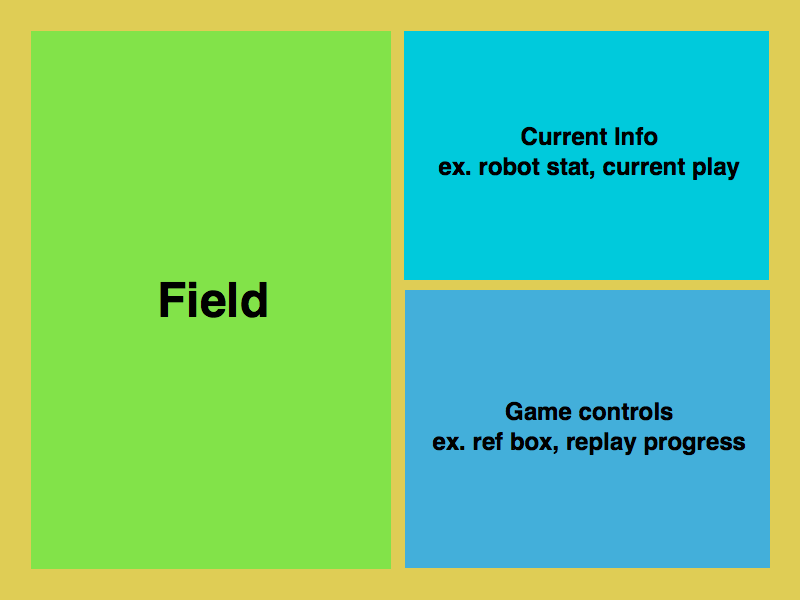 Field
Current Info
ex. robot stat, current play
Game controls
ex. ref box, replay progress